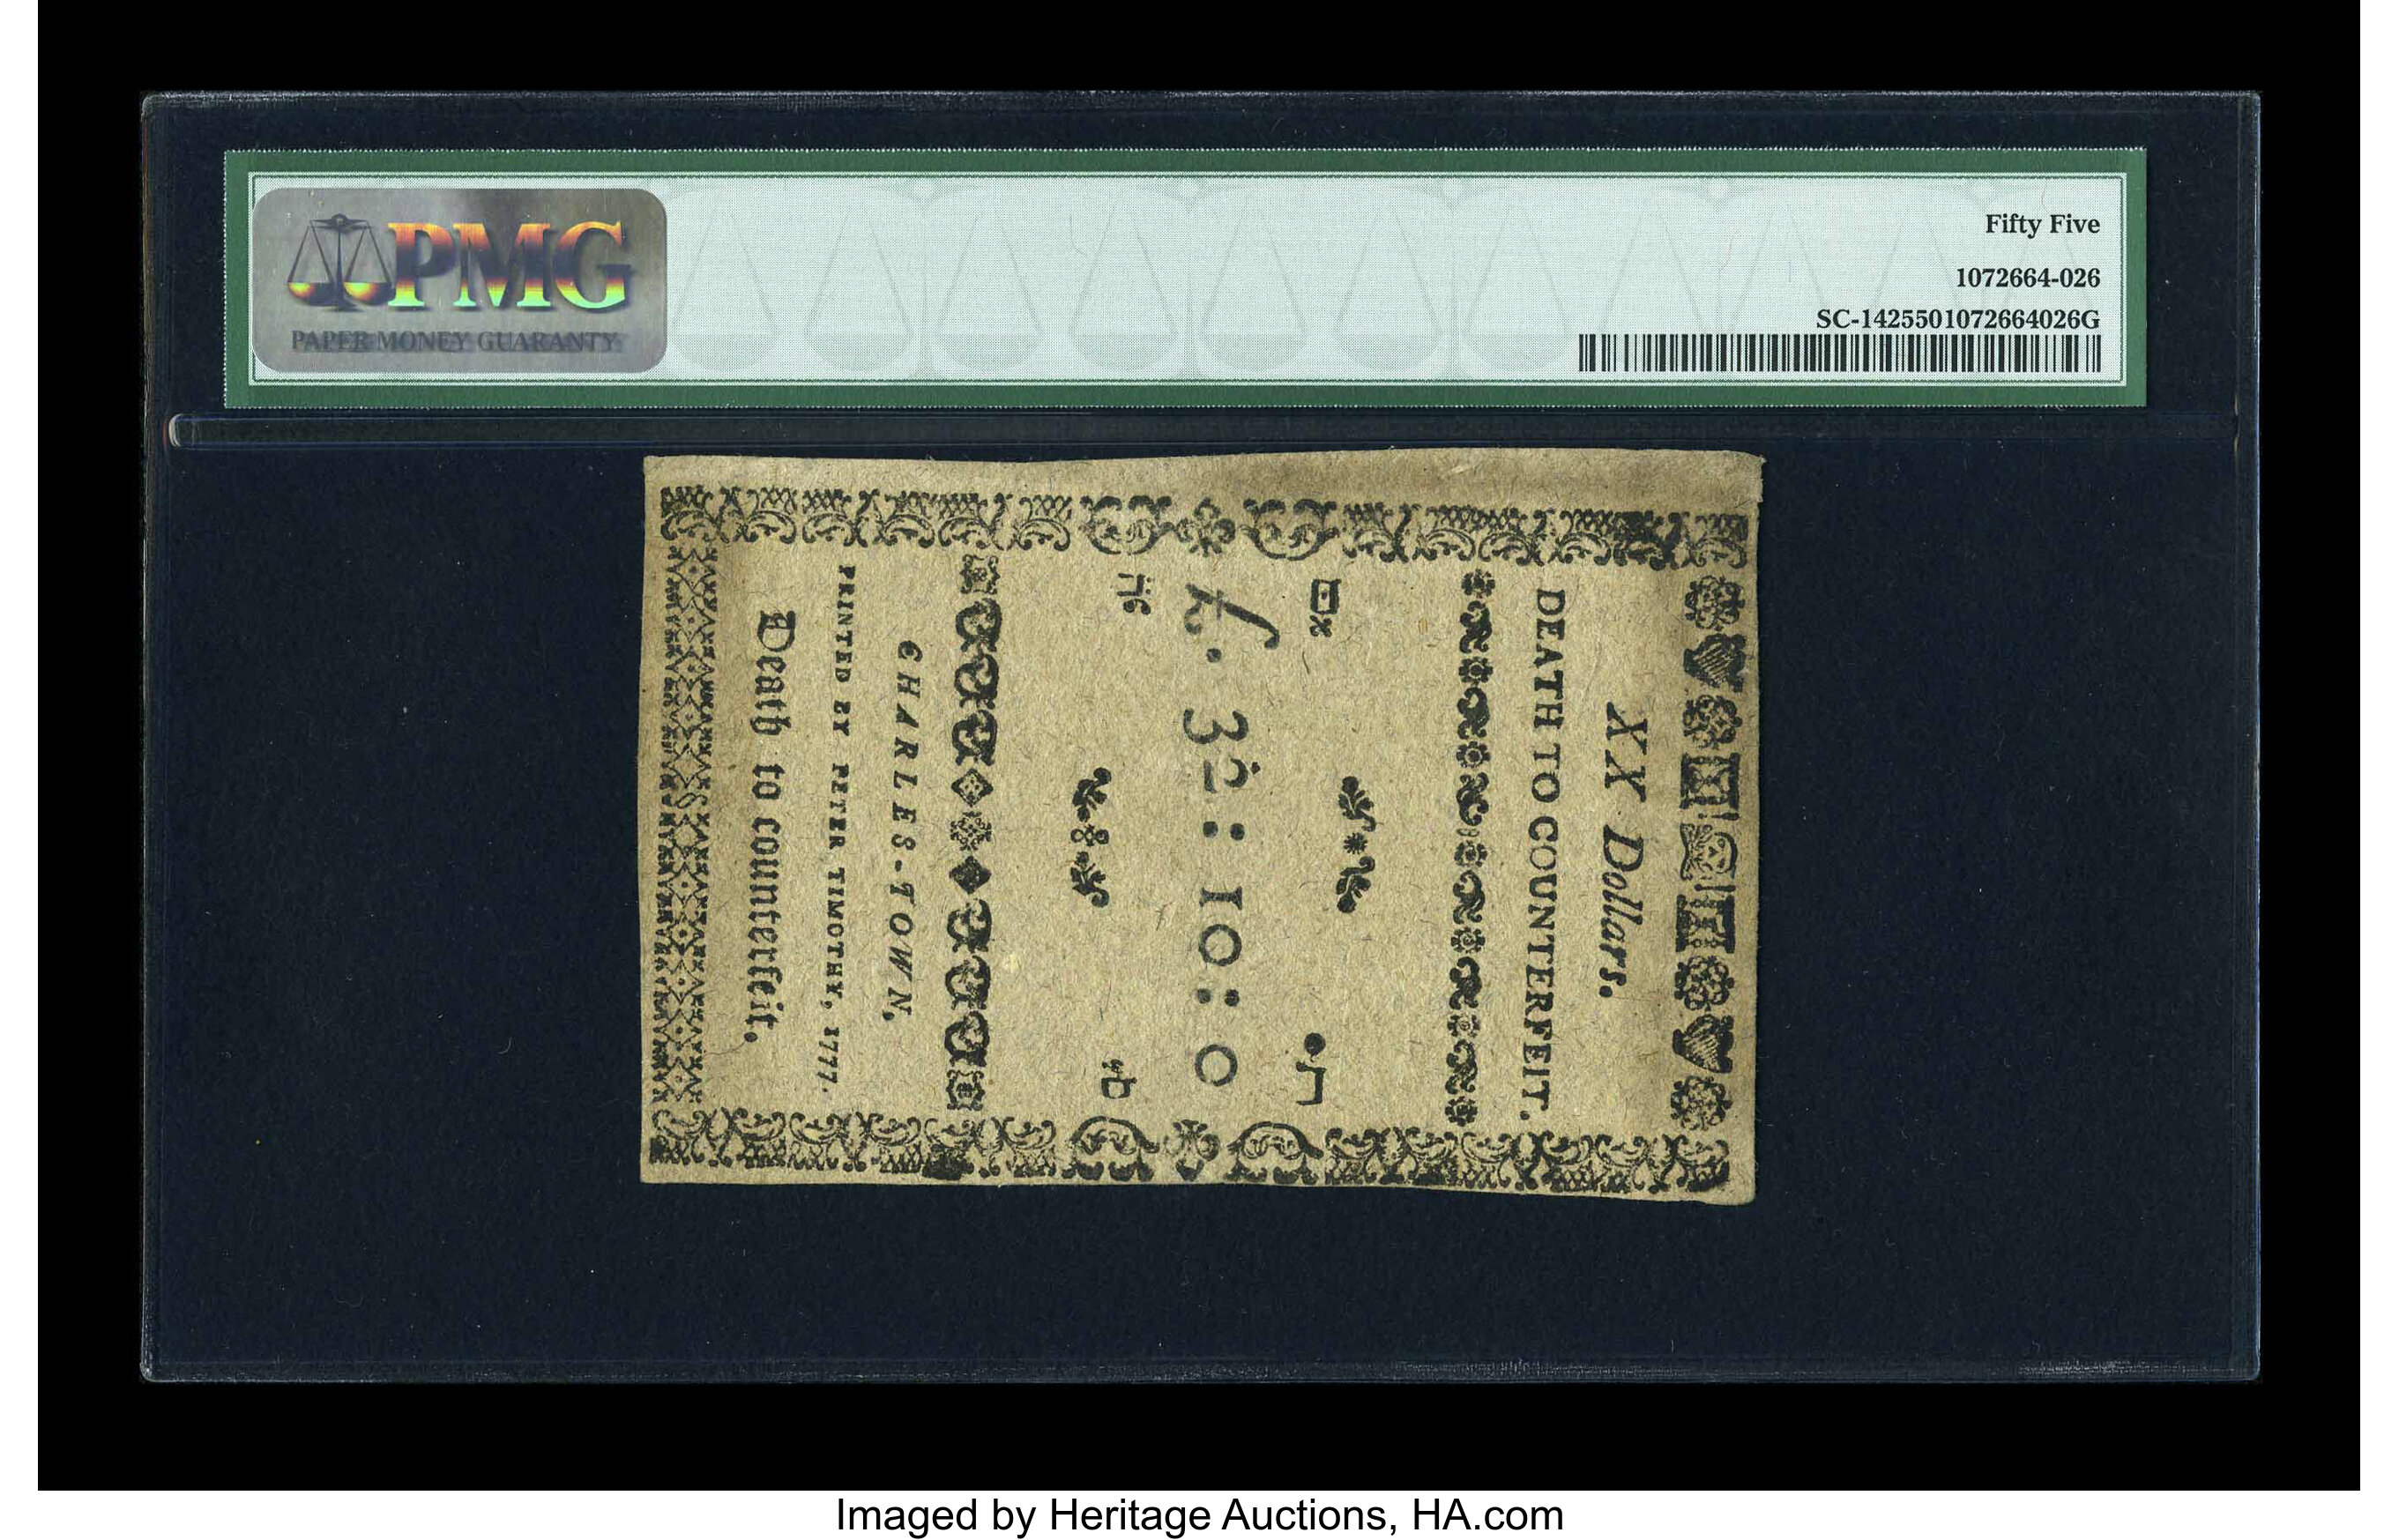 PMG
PAPER MONEY GUARANTY
Fifty Five
1072664-026
SC-1425501072664026G
XX Dollars.
DEATH TO COUNTERFEIT.
£. 32: 10: 0
CHARLES-TOWN,
PRINTED BY PETER TIMOTHY, 1777.
Death to counterfeit.
Imaged by Heritage Auctions, HA.com